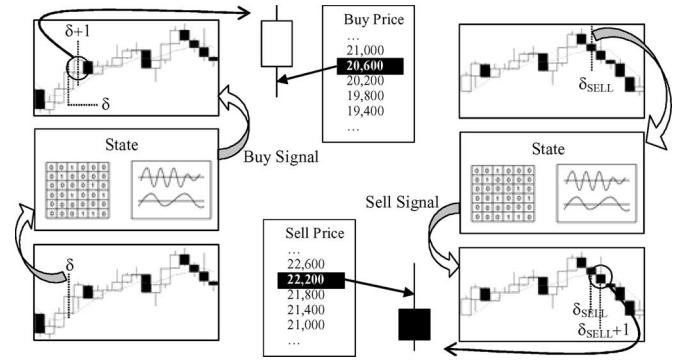 δ+1
δ
Buy Price
...
21,000
20,600
20,200
19,800
19,400
...
δSELL
State
Buy Signal
State
Sell Signal
δ
Sell Price
...
22,600
22,200
21,800
21,400
21,000
...
δSELL
δSELL+1